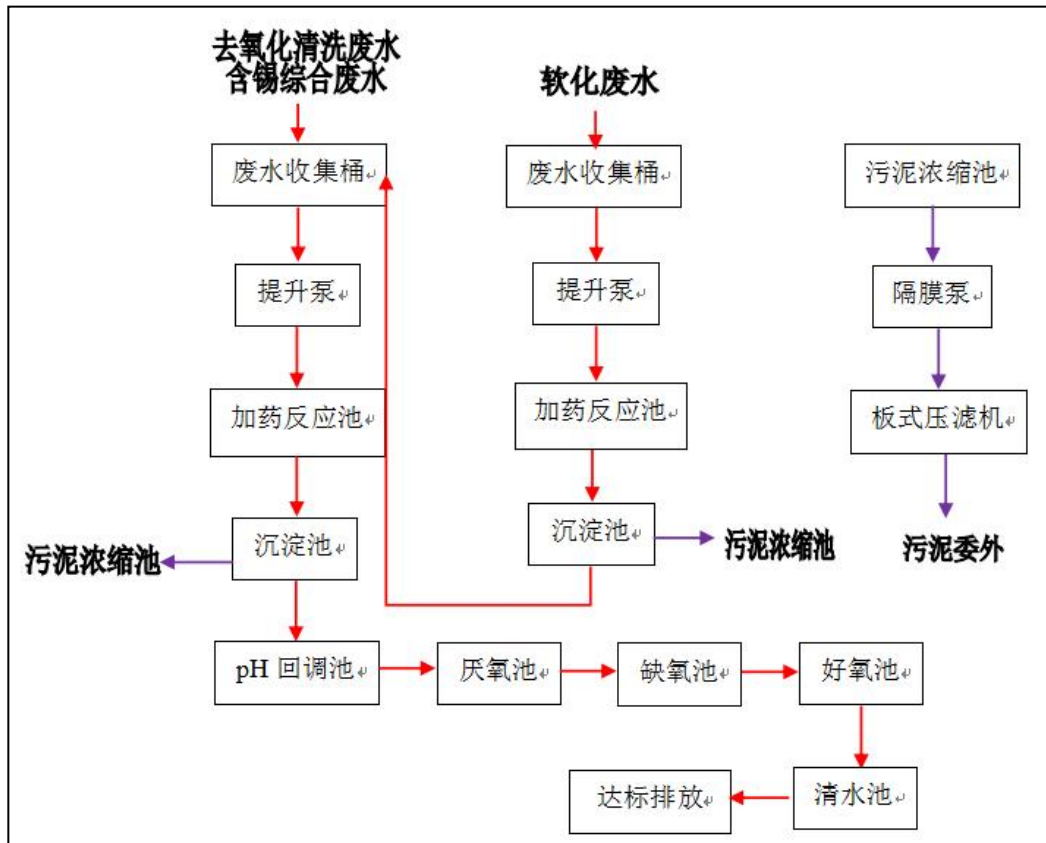 去氧化清洗废水
含锡综合废水
软化废水
废水收集桶
废水收集桶
污泥浓缩池
提升泵
提升泵
隔膜泵
加药反应池
加药反应池
板式压滤机
沉淀池
沉淀池
污泥浓缩池
污泥浓缩池
污泥委外
pH 回调池
厌氧池
缺氧池
好氧池
达标排放
清水池